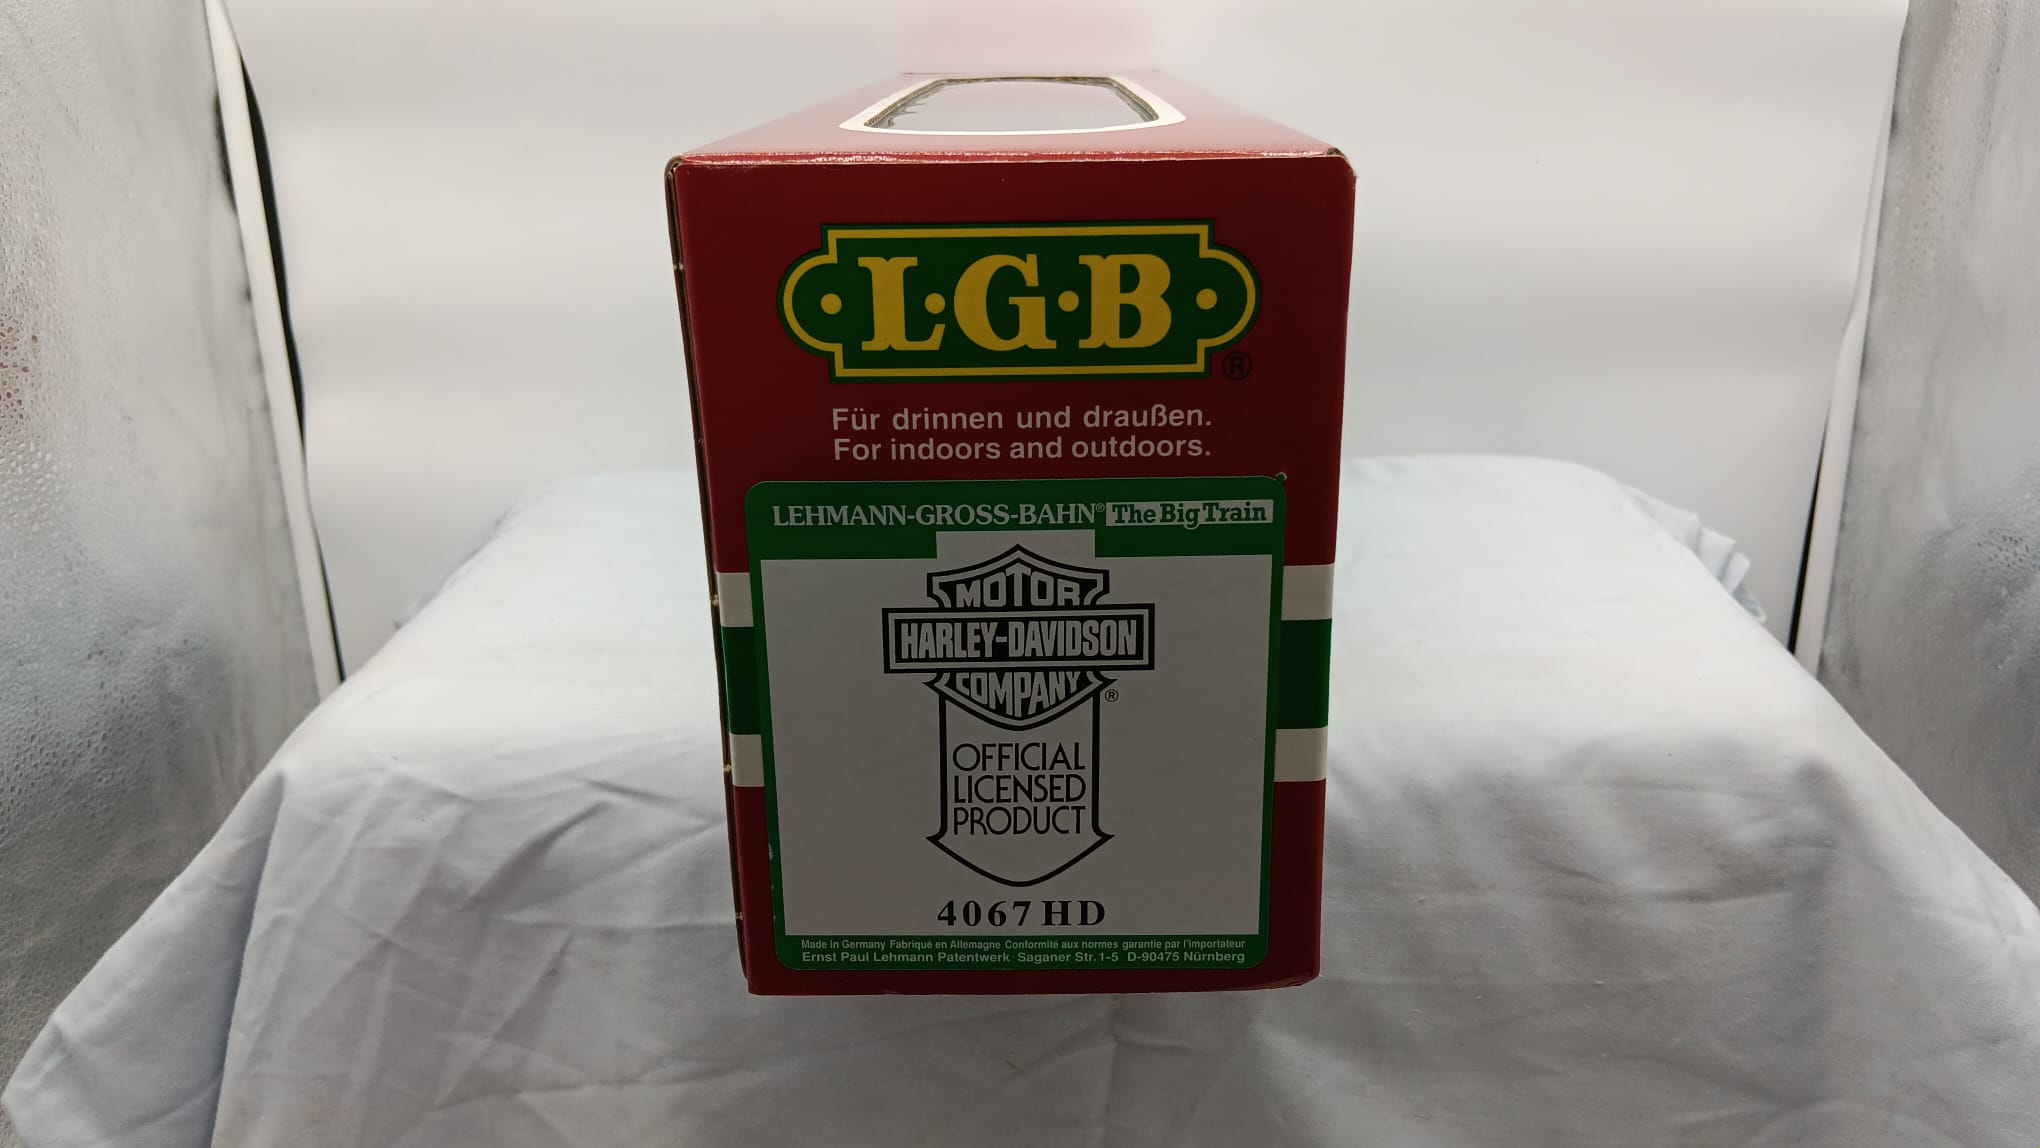 L·G·B
®
Für drinnen und draußen.
For indoors and outdoors.
LEHMANN-GROSS-BAHN® The Big Train
MOTOR
HARLEY-DAVIDSON
COMPANY ®
OFFICIAL
LICENSED
PRODUCT
4067 HD
Made in Germany Fabriqué en Allemagne Conformité aux normes garantie par l'importateur
Ernst Paul Lehmann Patentwerk · Saganer Str. 1-5 D-90475 Nürnberg